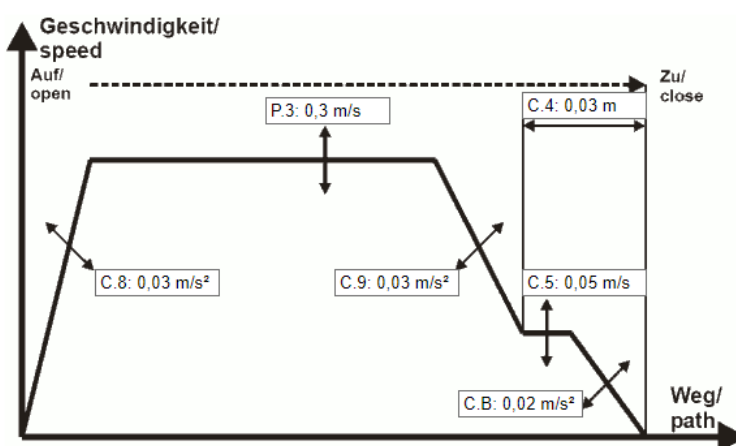 Geschwindigkeit/
speed
Auf/
open
Zu/
close
P.3: 0,3 m/s
C.4: 0,03 m
C.8: 0,03 m/s²
C.9: 0,03 m/s²
C.5: 0,05 m/s
C.B: 0,02 m/s²
Weg/
path